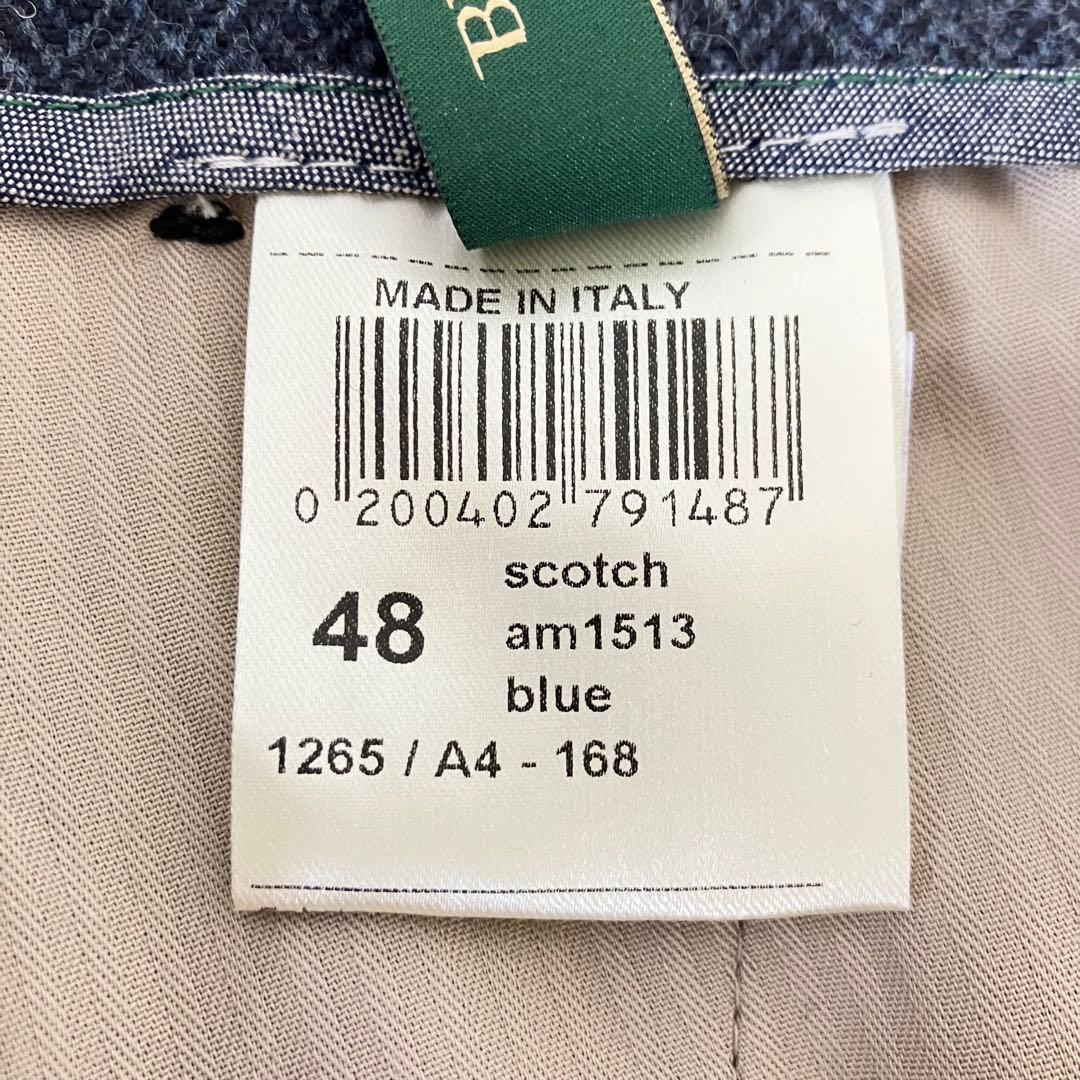 MADE IN ITALY
0 200402 791487
48
scotch
am1513
blue
1265 / A4 - 168